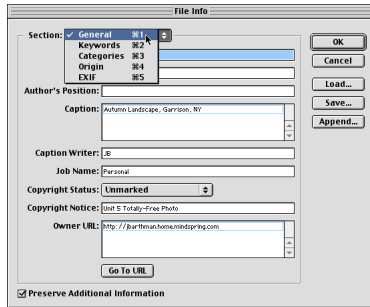 File Info
Section: ✓ General ⌘1
Keywords ⌘2
Categories ⌘3
Origin ⌘4
EXIF ⌘5
OK
Cancel
Load...
Save...
Append...
Author's Position:
Caption: Autumn Landscape, Garrison, NY
Caption Writer: JB
Job Name: Personal
Copyright Status: Unmarked
Copyright Notice: Unit 5 Totally-Free Photo
Owner URL: http://jbarthman.home.mindspring.com
Go To URL
Preserve Additional Information